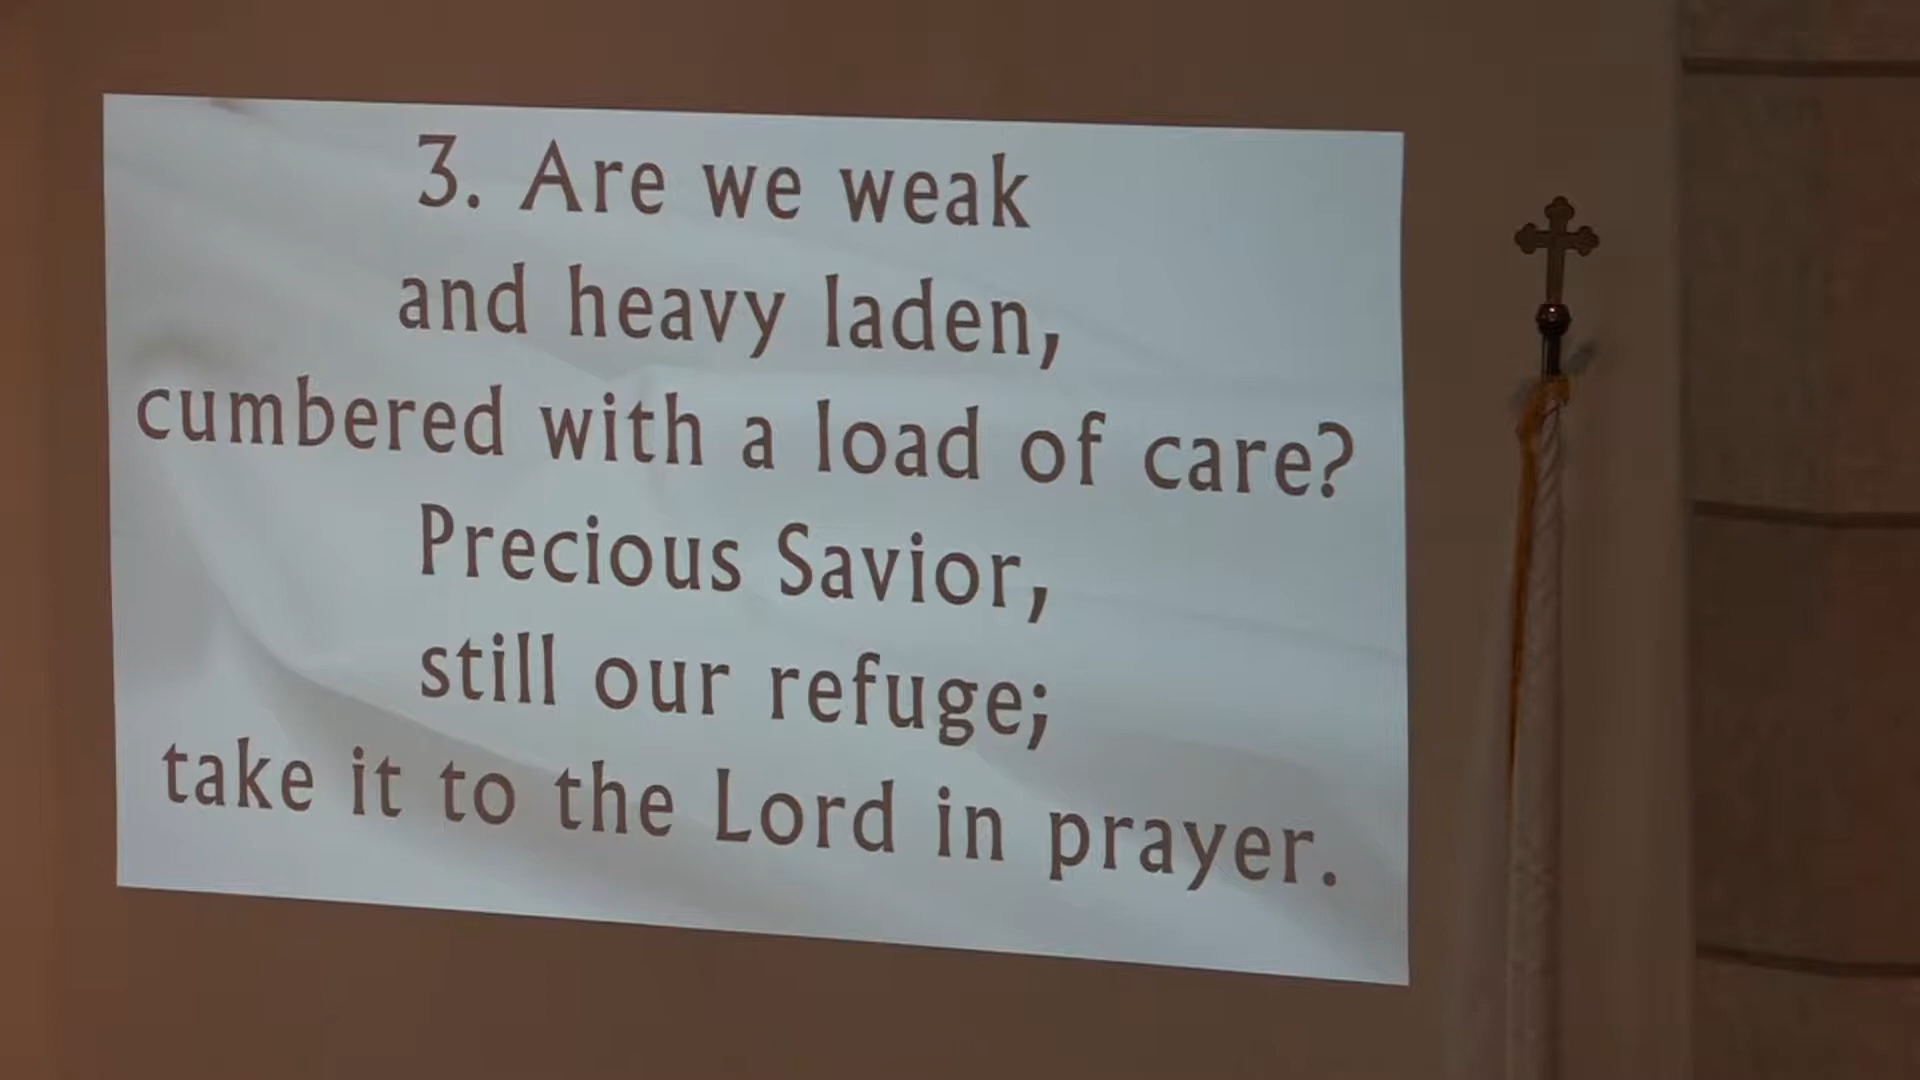 3. Are we weak
and heavy laden,
cumbered with a load of care?
Precious Savior,
still our refuge;
take it to the Lord in prayer.